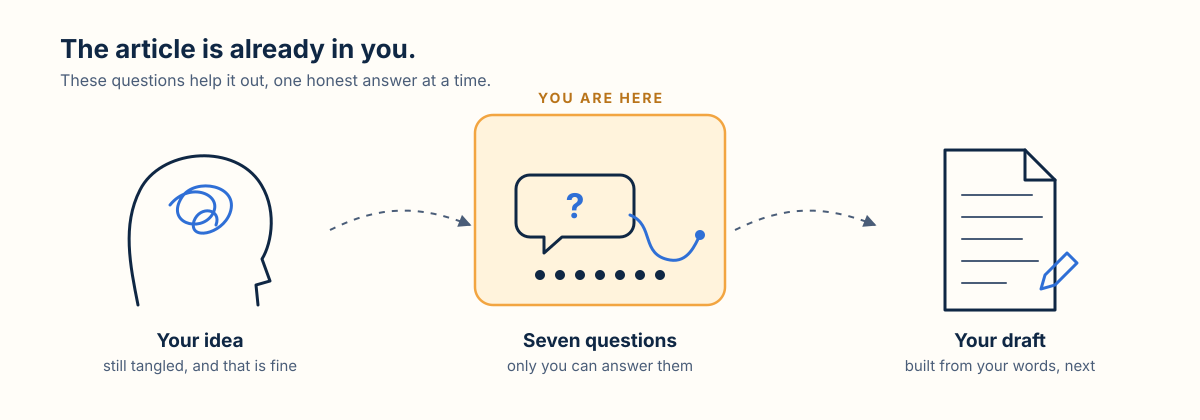 The article is already in you.
These questions help it out, one honest answer at a time.
YOU ARE HERE
?
Your idea
still tangled, and that is fine
Seven questions
only you can answer them
Your draft
built from your words, next